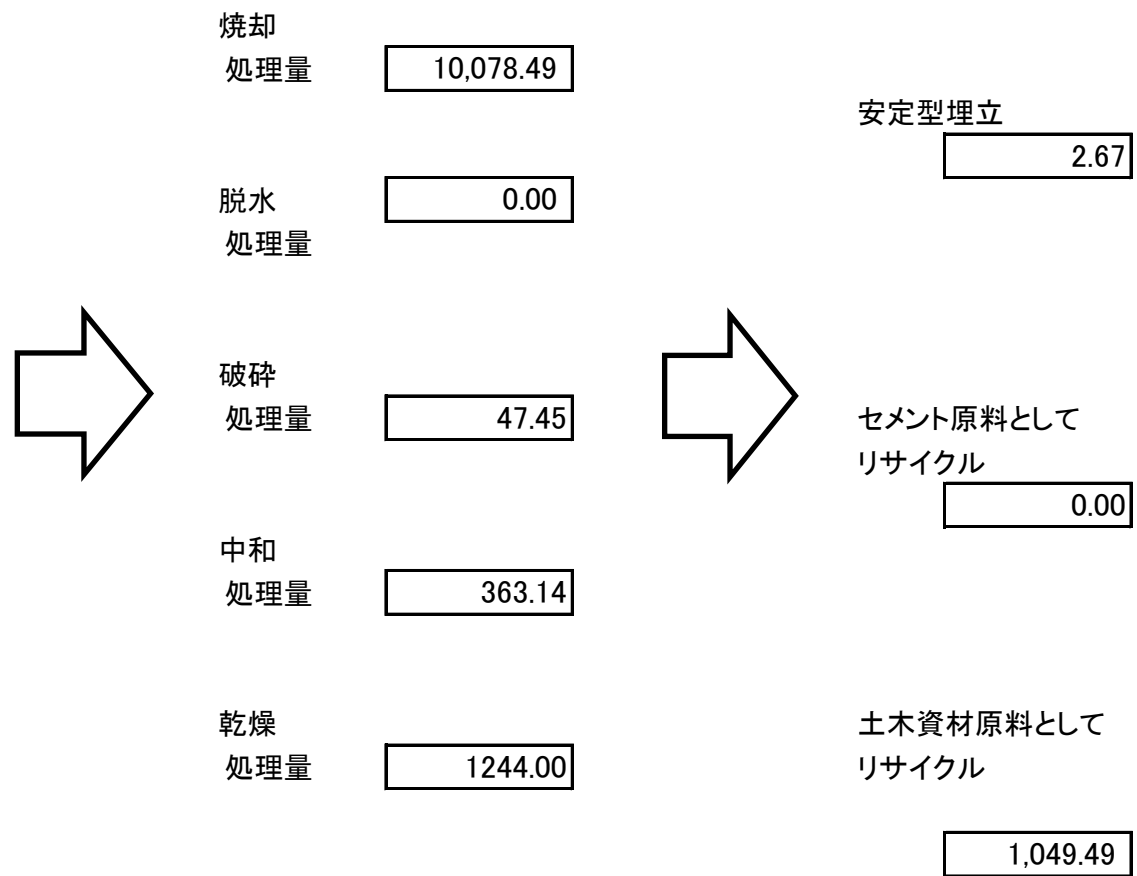 焼却
処理量 10,078.49
脱水 0.00
処理量
破砕
処理量 47.45
中和
処理量 363.14
乾燥
処理量 1244.00
安定型埋立
2.67
セメント原料として
リサイクル
0.00
土木資材原料として
リサイクル
1,049.49